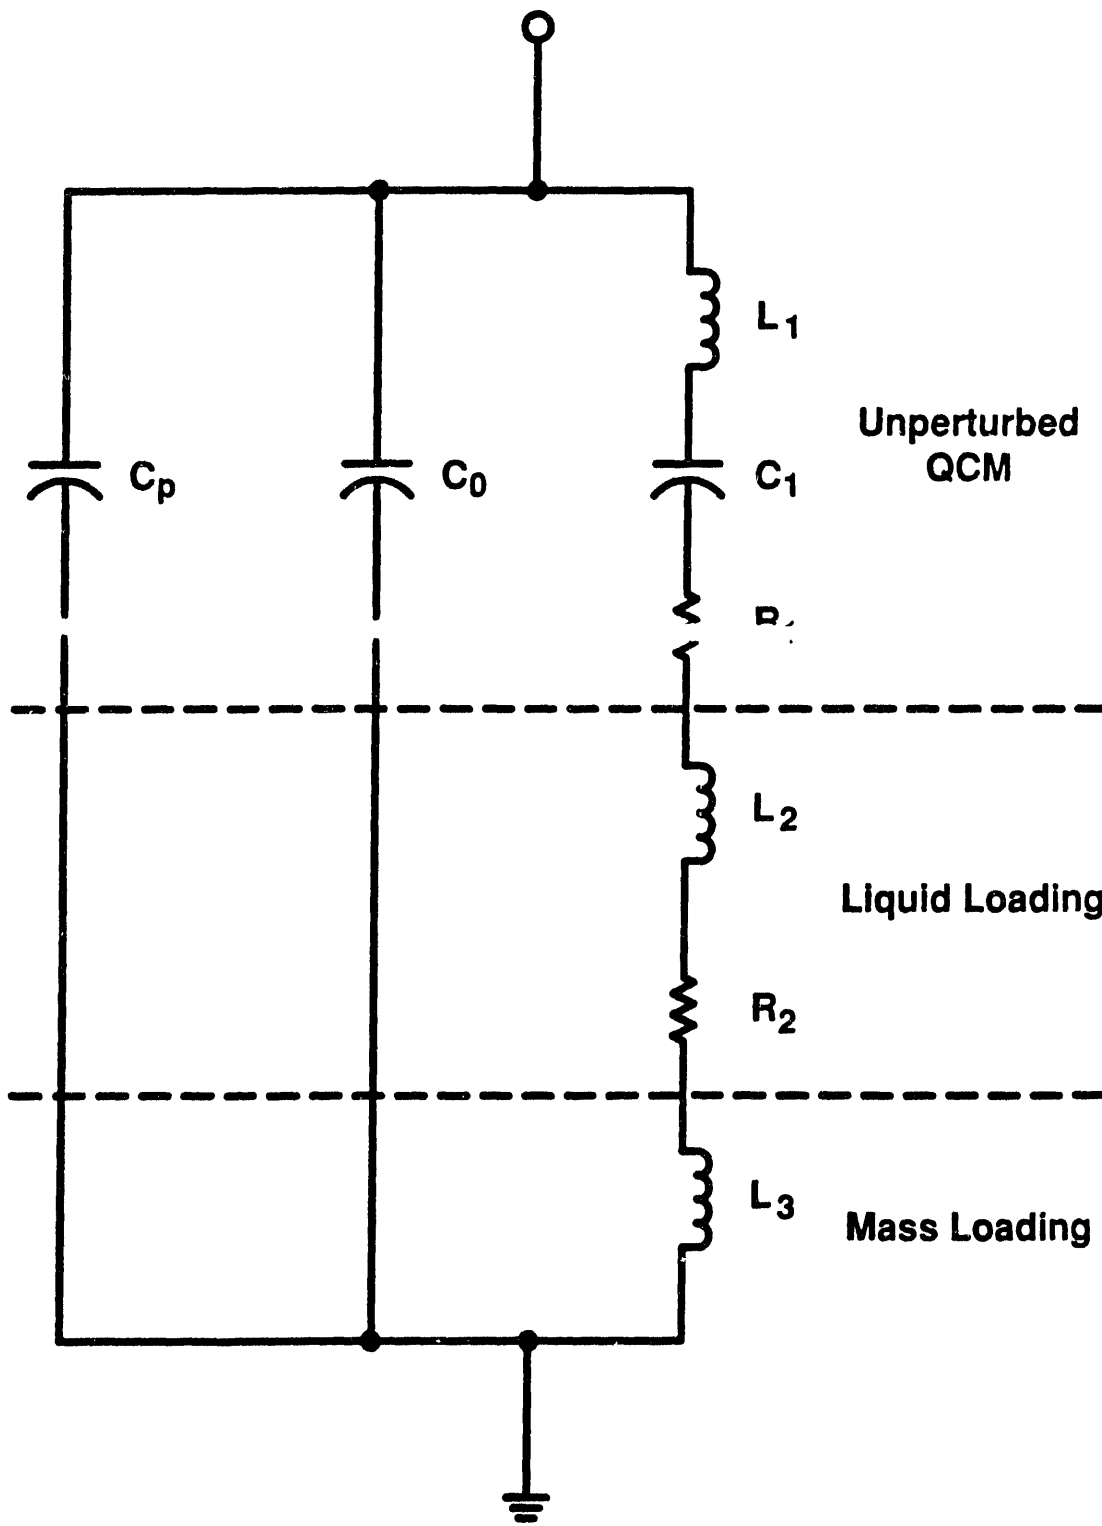 L1
Unperturbed
QCM
Cp
C0
C1
L2
Liquid Loading
R2
L3
Mass Loading